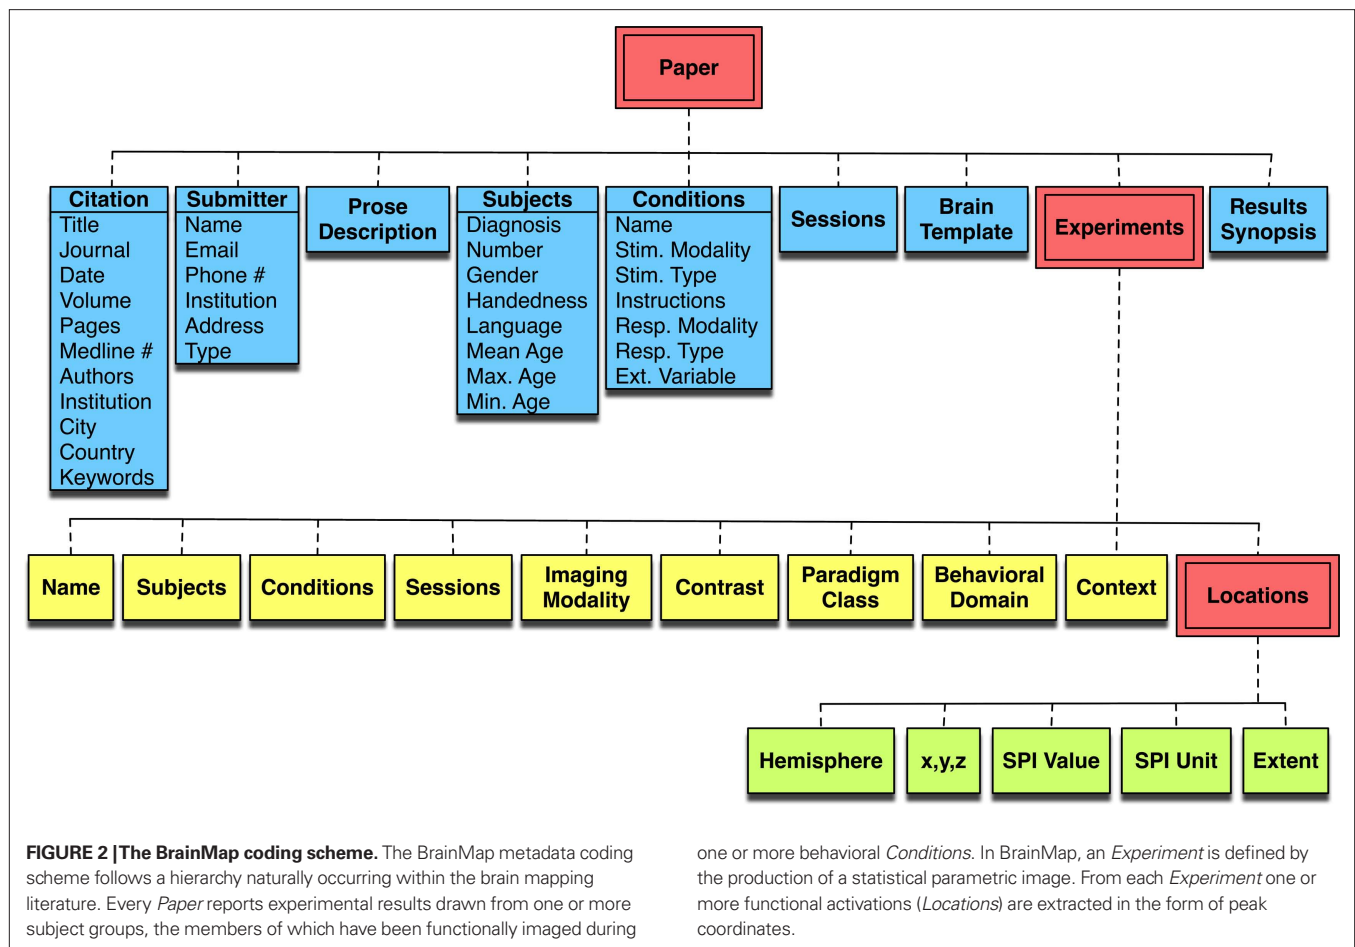 Paper
Citation
Title
Journal
Date
Volume
Pages
Medline #
Authors
Institution
City
Country
Keywords
Submitter
Name
Email
Phone #
Institution
Address
Type
Prose
Description
Subjects
Diagnosis
Number
Gender
Handedness
Language
Mean Age
Max. Age
Min. Age
Conditions
Name
Stim. Modality
Stim. Type
Instructions
Resp. Modality
Resp. Type
Ext. Variable
Sessions
Brain
Template
Experiments
Results
Synopsis
Name
Subjects
Conditions
Sessions
Imaging
Modality
Contrast
Paradigm
Class
Behavioral
Domain
Context
Locations
Hemisphere
x,y,z
SPI Value
SPI Unit
Extent
FIGURE 2 | The BrainMap coding scheme. The BrainMap metadata coding
scheme follows a hierarchy naturally occurring within the brain mapping
literature. Every Paper reports experimental results drawn from one or more
subject groups, the members of which have been functionally imaged during
one or more behavioral Conditions. In BrainMap, an Experiment is defined by
the production of a statistical parametric image. From each Experiment one or
more functional activations (Locations) are extracted in the form of peak
coordinates.